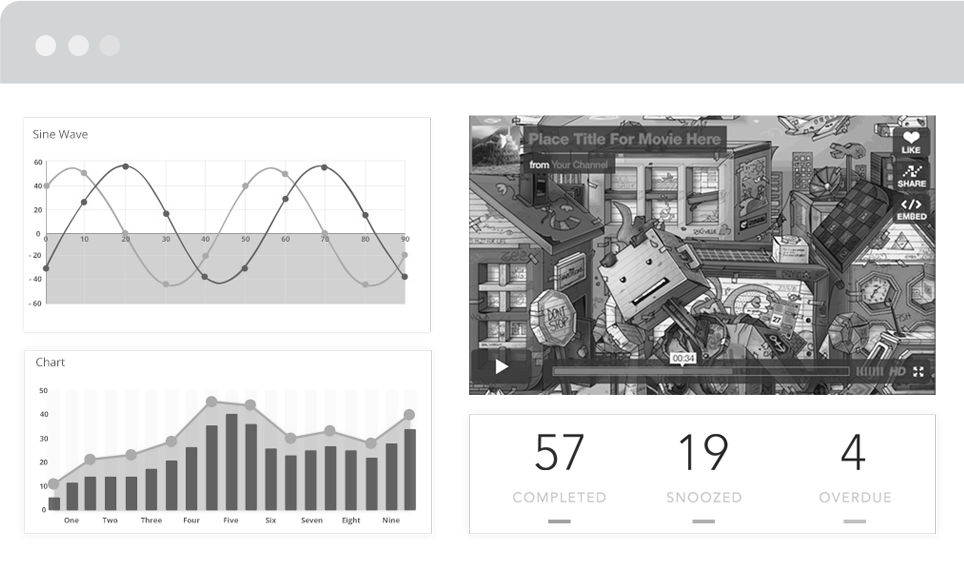 Sine Wave
60
40
20
0
- 20
- 40
- 60
0 10 20 30 40 50 60 70 80 90
Chart
50
40
30
20
10
0
One Two Three Four Five Six Seven Eight Nine
Place Title For Movie Here
from Your Channel
LIKE
SHARE
</> EMBED
DON'T
STOP
27
00:34
HD
57 19 4
COMPLETED SNOOZED OVERDUE